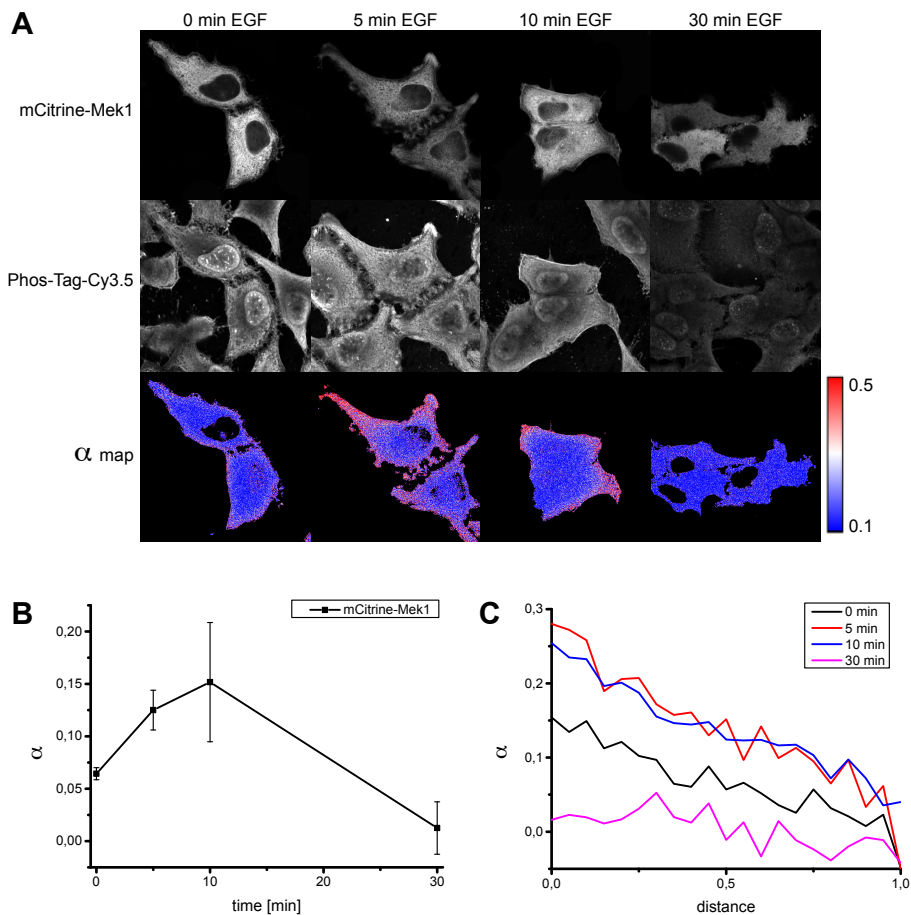 A
0 min EGF
5 min EGF
10 min EGF
30 min EGF
mCitrine-Mek1
Phos-Tag-Cy3.5
α map
0.5
0.1
B
mCitrine-Mek1
0,20
0,15
0,10
0,05
0,00
α
0
10
20
30
time [min]
C
0 min
5 min
10 min
30 min
0,3
0,2
0,1
0,0
α
0,0
0,5
1,0
distance